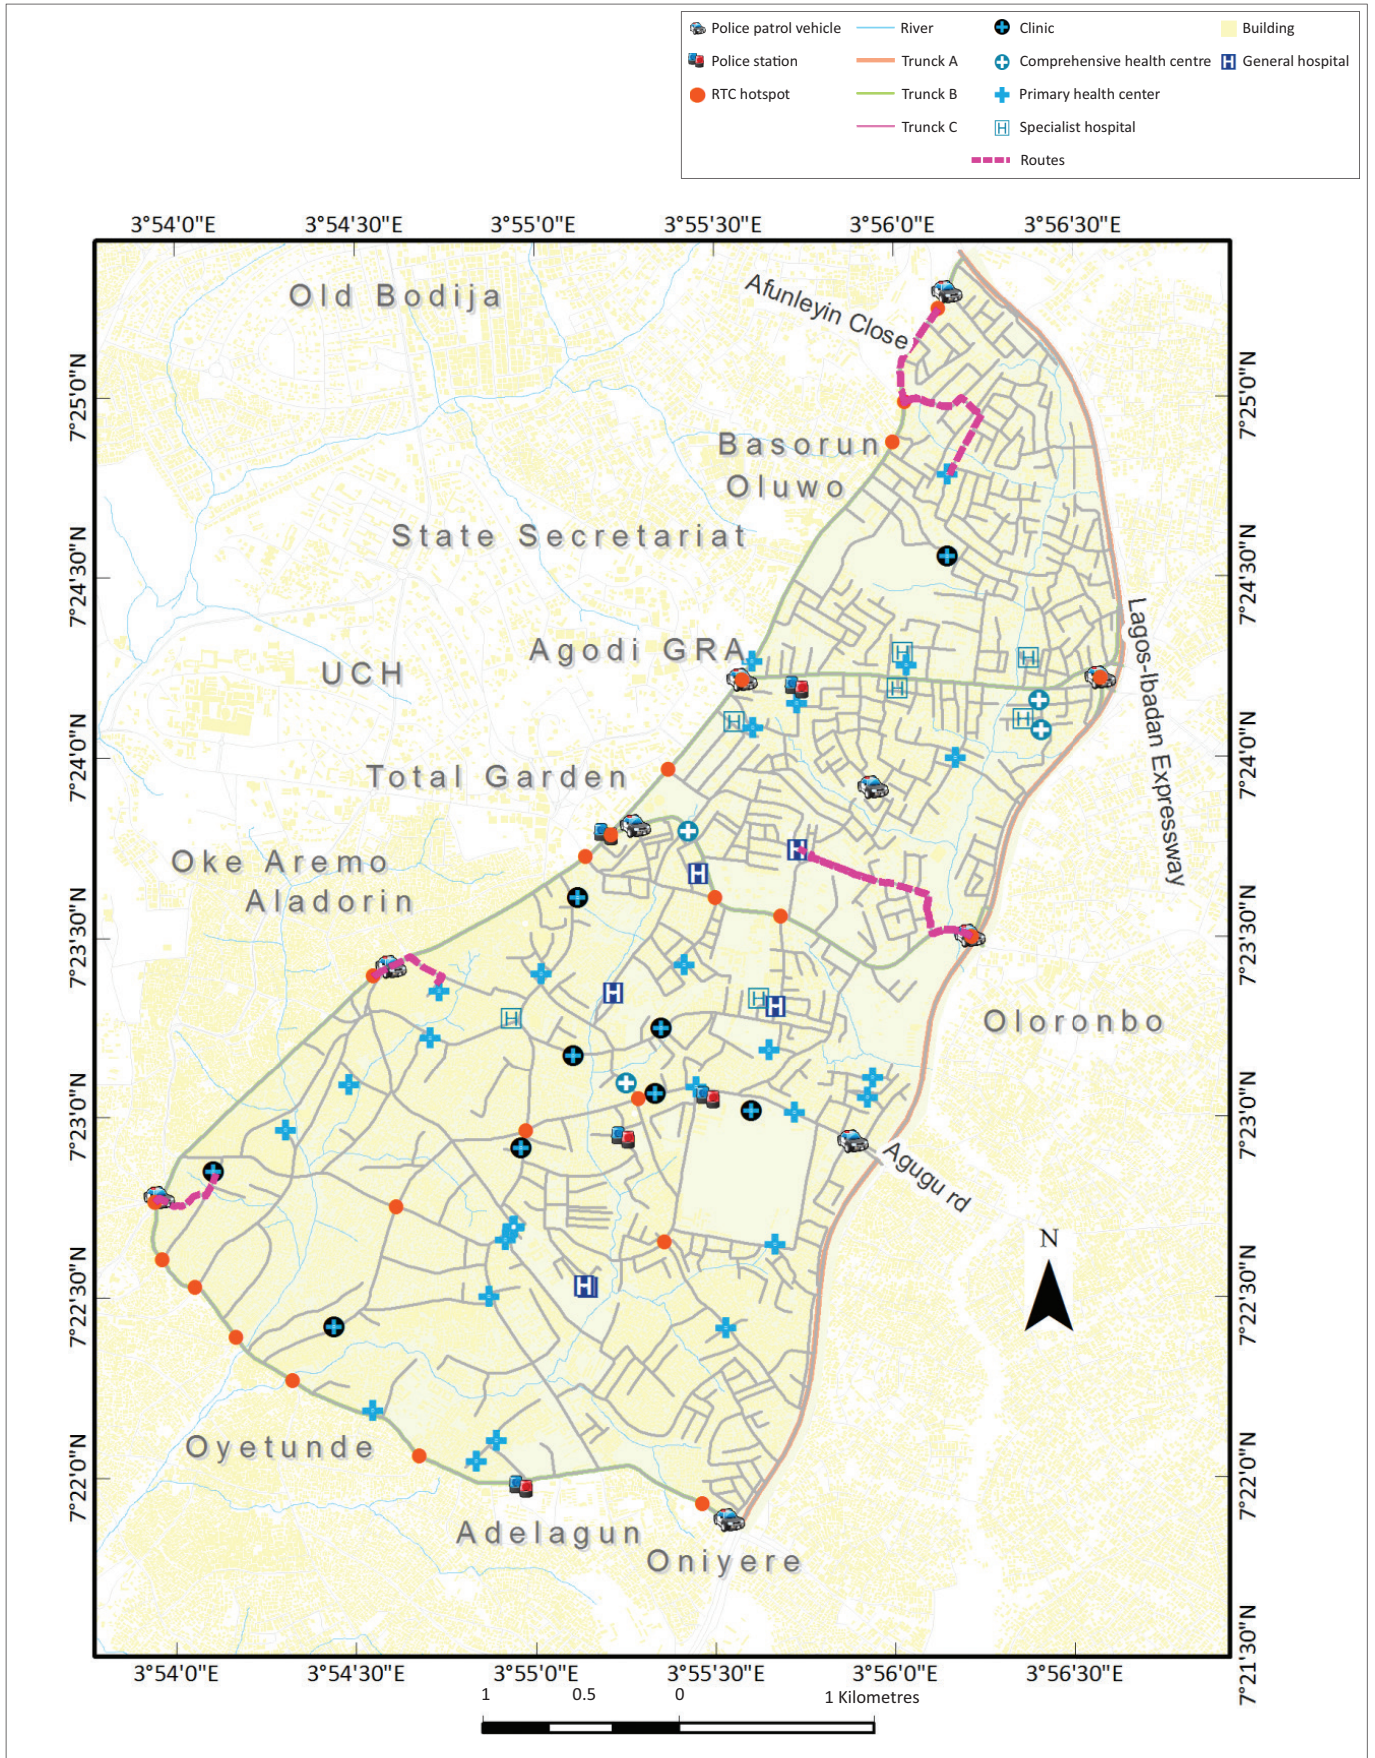 Police patrol vehicle River Clinic Building
Police station Trunck A Comprehensive health centre General hospital
RTC hotspot Trunck B Primary health center
Trunck C Specialist hospital
Routes
3°54'0"E 3°54'30"E 3°55'0"E 3°55'30"E 3°56'0"E 3°56'30"E
Old Bodija
Afunleyin Close
7°25'0"N 7°25'0"N
Basorun
Oluwo
State Secretariat
7°24'30"N 7°24'30"N
Agodi GRA
UCH
Lagos-Ibadan Expressway
7°24'0"N 7°24'0"N
Total Garden
Oke Aremo
Aladorin
7°23'30"N 7°23'30"N
Oloronbo
7°23'0"N 7°23'0"N
Agugu rd
N
7°22'30"N 7°22'30"N
Oyetunde
7°22'0"N 7°22'0"N
Adelagun
Oniyere
7°21'30"N
3°54'0"E 3°54'30"E 3°55'0"E 3°55'30"E 3°56'0"E 3°56'30"E
1 0.5 0 1 Kilometres